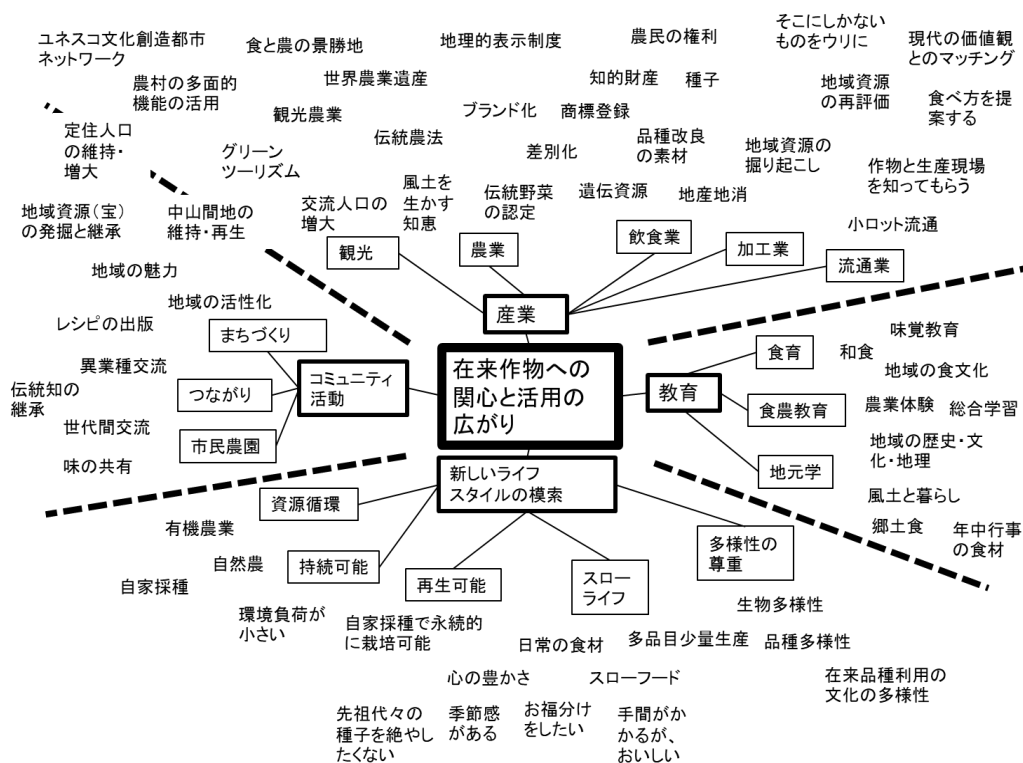 ユネスコ文化創造都市
ネットワーク
食と農の景勝地
地理的表示制度
農民の権利
そこにしかない
ものをウリに
現代の価値観
とのマッチング
農村の多面的
機能の活用
世界農業遺産
知的財産
種子
地域資源
の再評価
食べ方を提
案する
観光農業
ブランド化
商標登録
定住人口
の維持・
増大
伝統農法
差別化
品種改良
の素材
地域資源の
掘り起こし
グリーン
ツーリズム
作物と生産現場
を知ってもらう
交流人口の
増大
風土を
生かす
知恵
伝統野菜
の認定
遺伝資源
地産地消
地域資源(宝)
の発掘と継承
中山間地の
維持・再生
小ロット流通
観光
農業
飲食業
加工業
流通業
地域の魅力
地域の活性化
産業
レシピの出版
まちづくり
味覚教育
食育
和食
異業種交流
コミュニティ
活動
在来作物への
関心と活用の
広がり
教育
地域の食文化
伝統知の
継承
つながり
食農教育
農業体験
総合学習
世代間交流
市民農園
地域の歴史・文
化・地理
味の共有
新しいライフ
スタイルの模索
地元学
資源循環
風土と暮らし
有機農業
郷土食
年中行事
の食材
自然農
持続可能
再生可能
スロー
ライフ
多様性の
尊重
自家採種
環境負荷が
小さい
自家採種で永続的
に栽培可能
生物多様性
日常の食材
多品目少量生産
品種多様性
心の豊かさ
スローフード
在来品種利用の
文化の多様性
先祖代々の
種子を絶やし
たくない
季節感
がある
お福分け
をしたい
手間がか
かるが、
おいしい